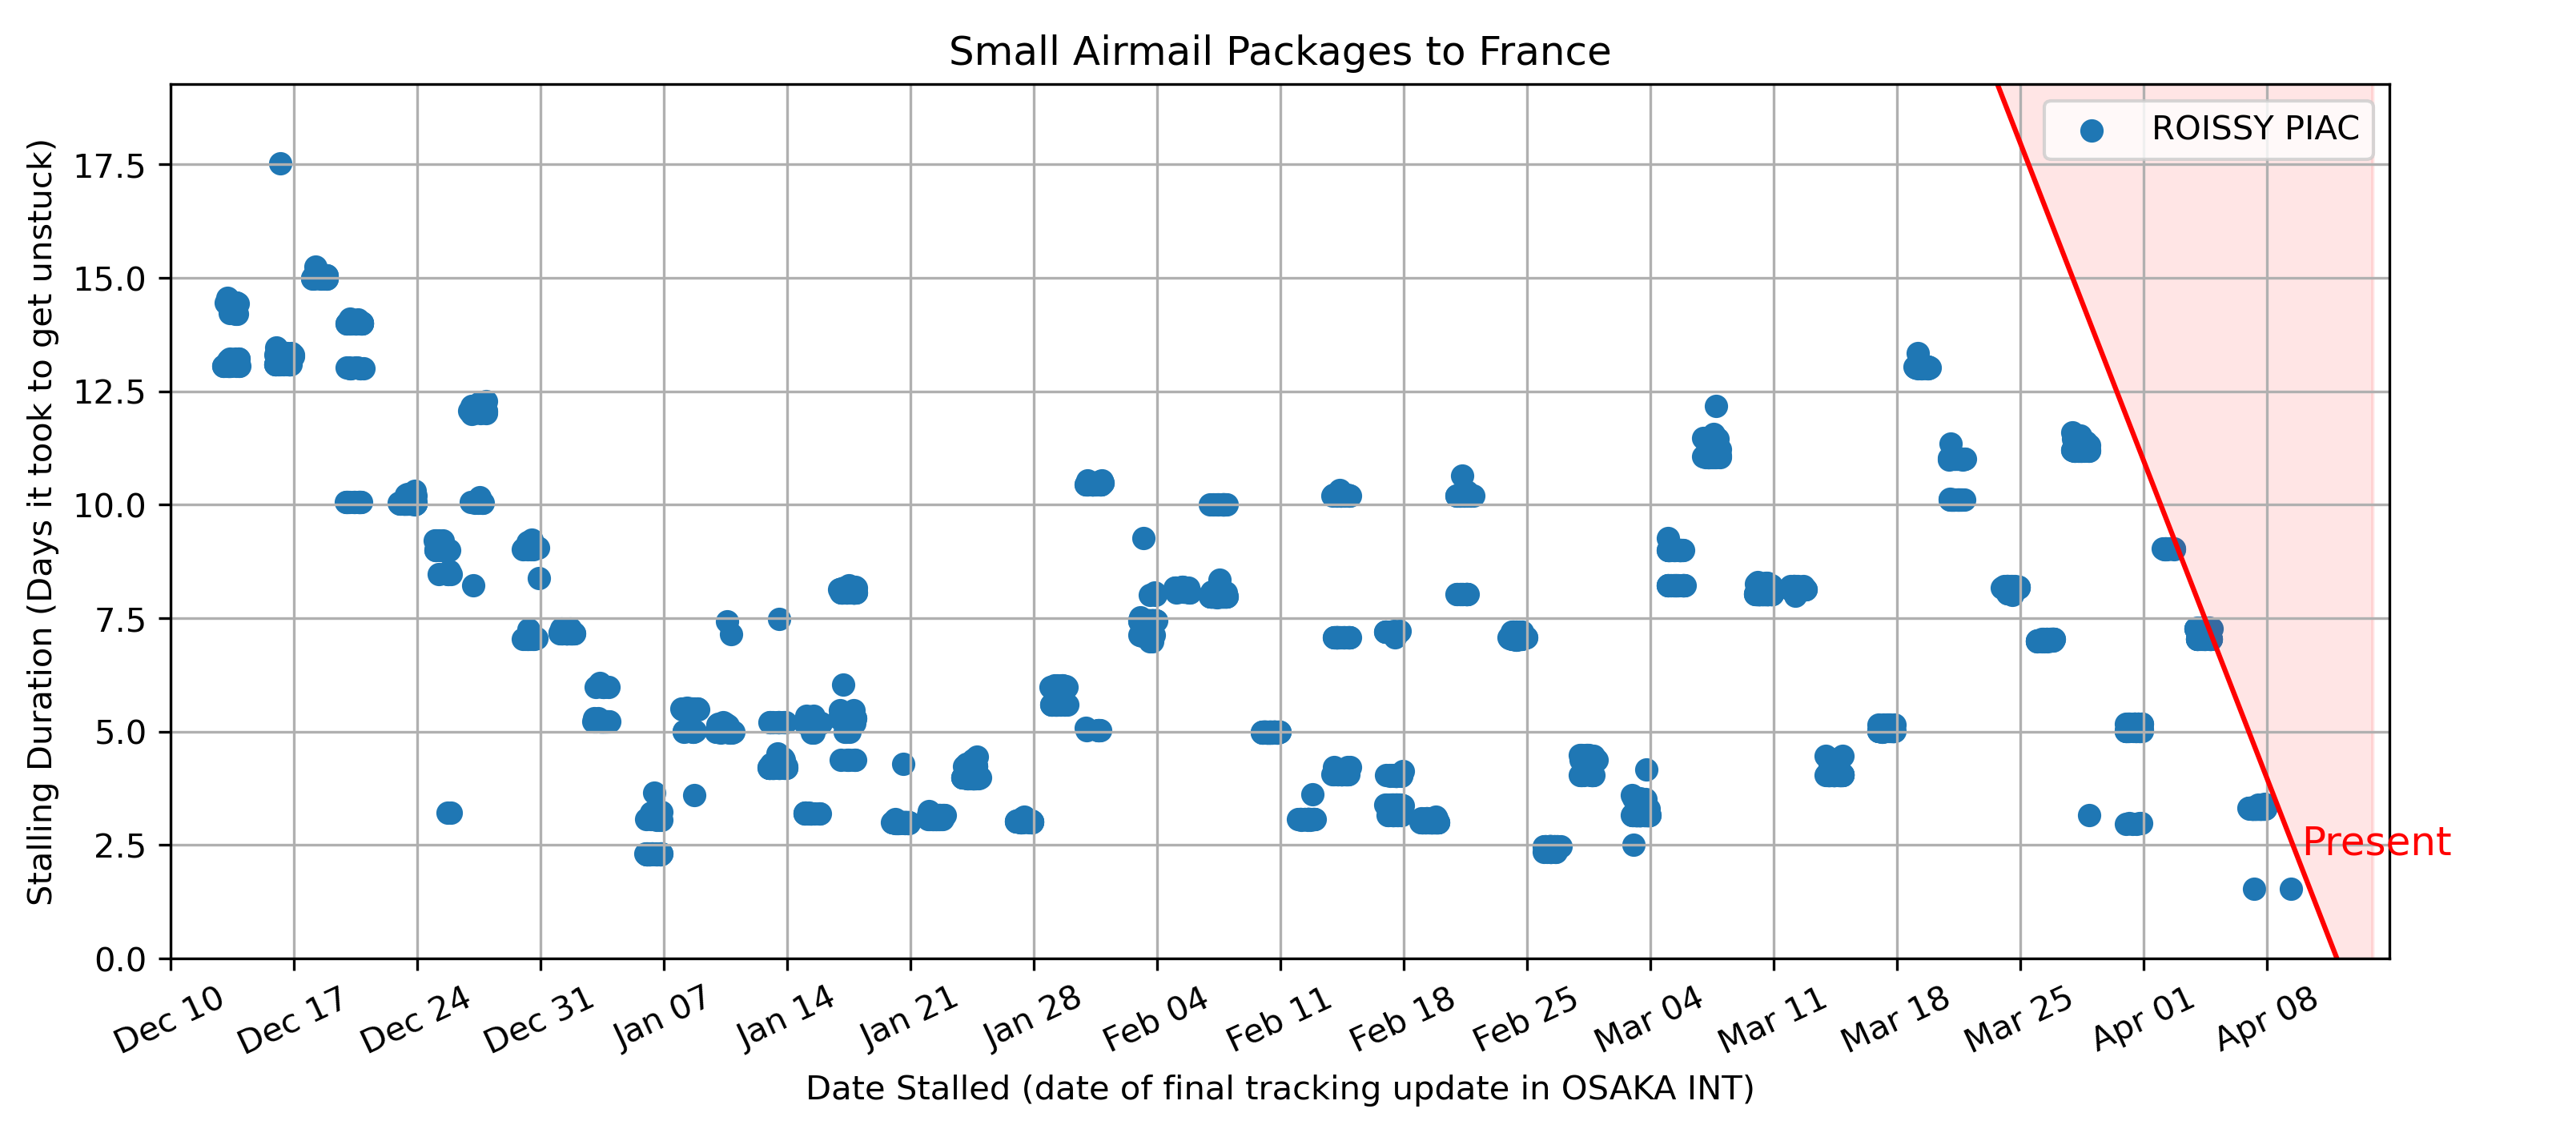 Small Airmail Packages to France
ROISSY PIAC
Stalling Duration (Days it took to get unstuck)
17.5
15.0
12.5
10.0
7.5
5.0
2.5
0.0
Present
Dec 10 Dec 17 Dec 24 Dec 31 Jan 07 Jan 14 Jan 21 Jan 28 Feb 04 Feb 11 Feb 18 Feb 25 Mar 04 Mar 11 Mar 18 Mar 25 Apr 01 Apr 08
Date Stalled (date of final tracking update in OSAKA INT)